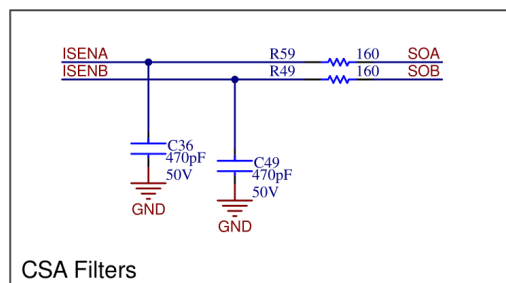 ISENA R59 160 SOA
ISENB R49 160 SOB
C36
470pF
50V
GND
C49
470pF
50V
GND
CSA Filters